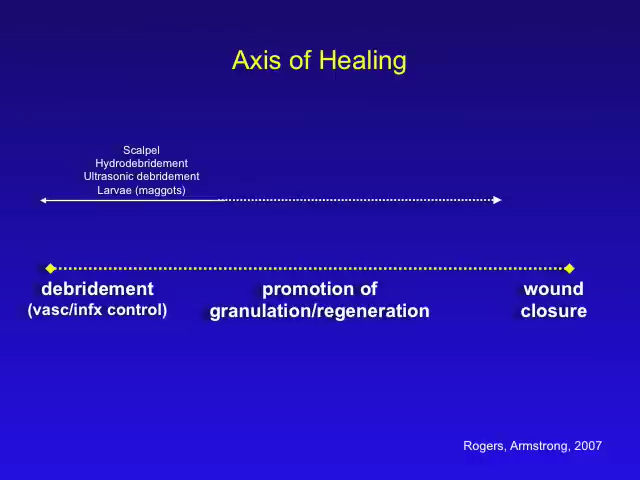 Axis of Healing
Scalpel
Hydrodebridement
Ultrasonic debridement
Larvae (maggots)
debridement
(vasc/infx control)
promotion of
granulation/regeneration
wound
closure
Rogers, Armstrong, 2007